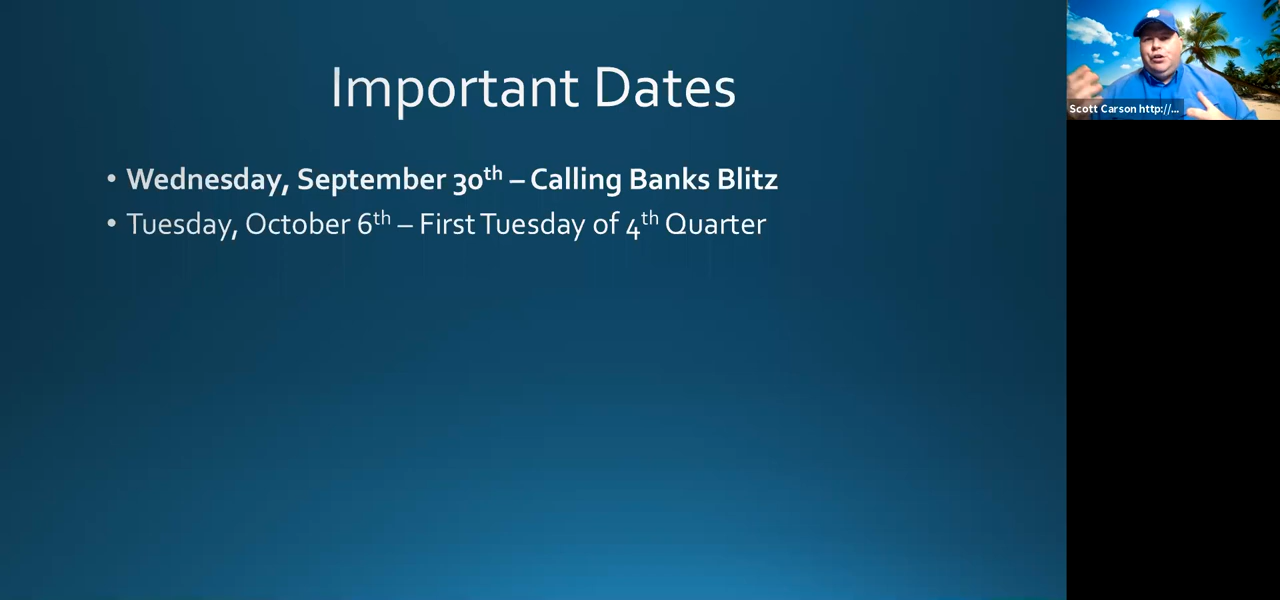 Important Dates
• Wednesday, September 30th – Calling Banks Blitz
• Tuesday, October 6th – First Tuesday of 4th Quarter
Scott Carson http://...